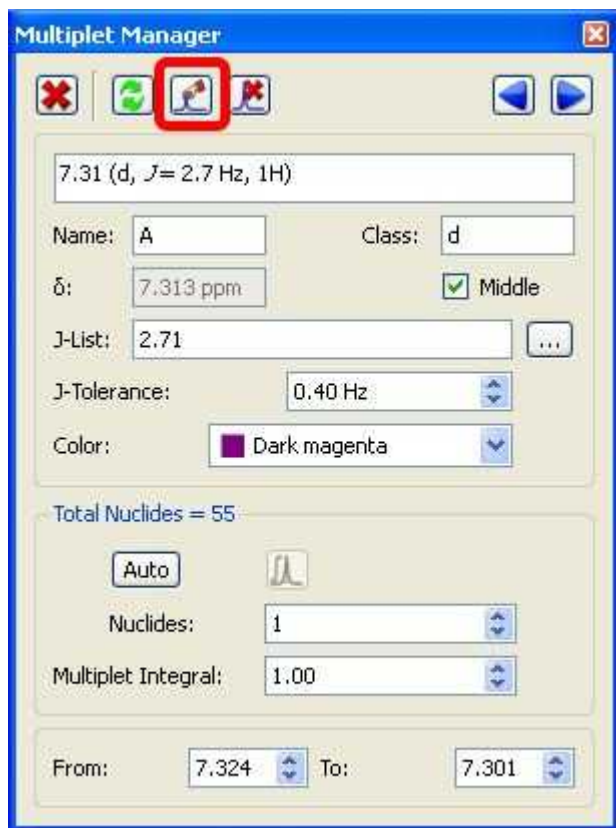 Multiplet Manager
7.31 (d, J= 2.7 Hz, 1H)
Name: A Class: d
δ: 7.313 ppm Middle
J-List: 2.71 ...
J-Tolerance: 0.40 Hz
Color: Dark magenta
Total Nuclides = 55
Auto
Nuclides: 1
Multiplet Integral: 1.00
From: 7.324 To: 7.301